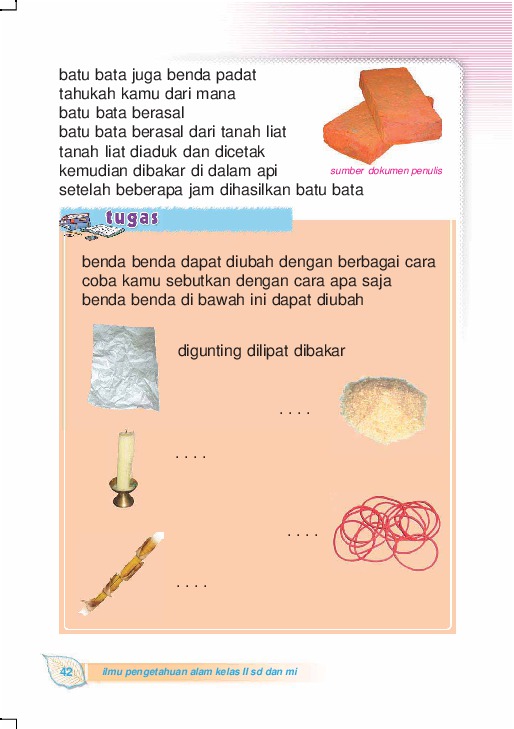 batu bata juga benda padat
tahukah kamu dari mana
batu bata berasal
batu bata berasal dari tanah liat
tanah liat diaduk dan dicetak
kemudian dibakar di dalam api
setelah beberapa jam dihasilkan batu bata
sumber dokumen penulis
tugas
benda benda dapat diubah dengan berbagai cara
coba kamu sebutkan dengan cara apa saja
benda benda di bawah ini dapat diubah
digunting dilipat dibakar
. . . .
. . . .
. . . .
. . . .
42
ilmu pengetahuan alam kelas II sd dan mi